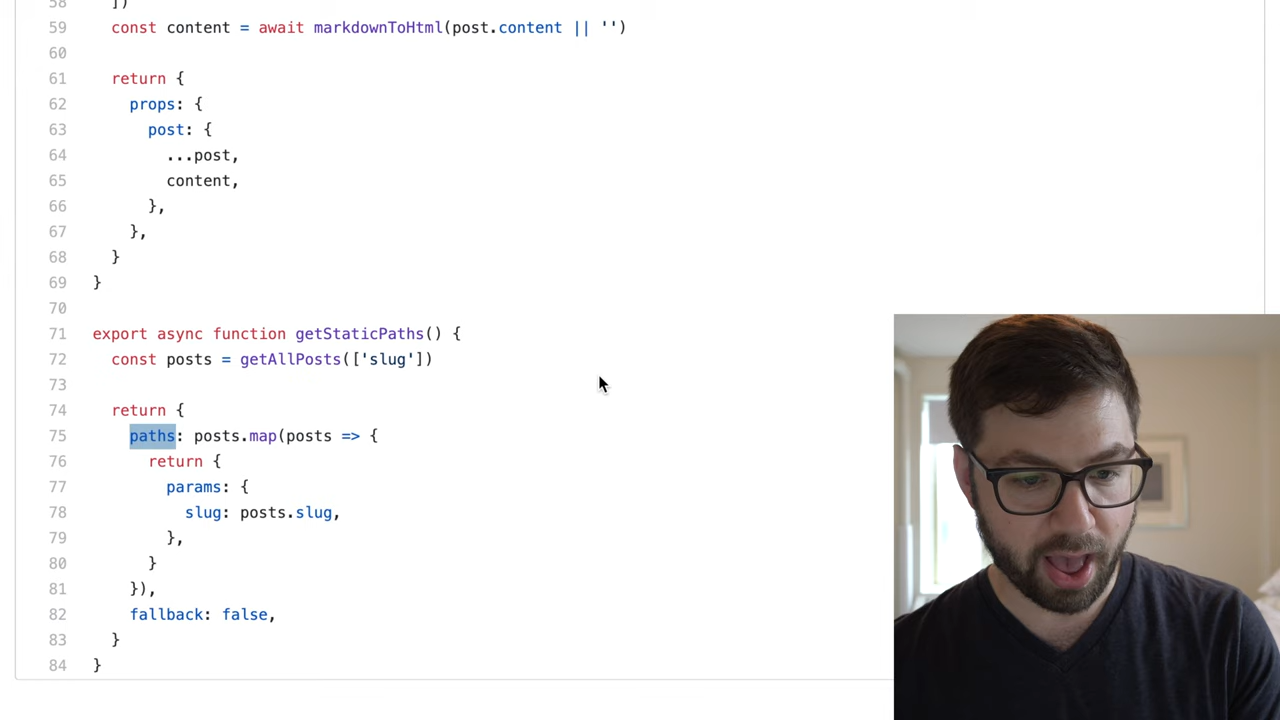 58 ])
59 const content = await markdownToHtml(post.content || '')
60
61 return {
62 props: {
63 post: {
64 ...post,
65 content,
66 },
67 },
68 }
69 }
70
71 export async function getStaticPaths() {
72 const posts = getAllPosts(['slug'])
73
74 return {
75 paths: posts.map(posts => {
76 return {
77 params: {
78 slug: posts.slug,
79 },
80 }
81 }),
82 fallback: false,
83 }
84 }